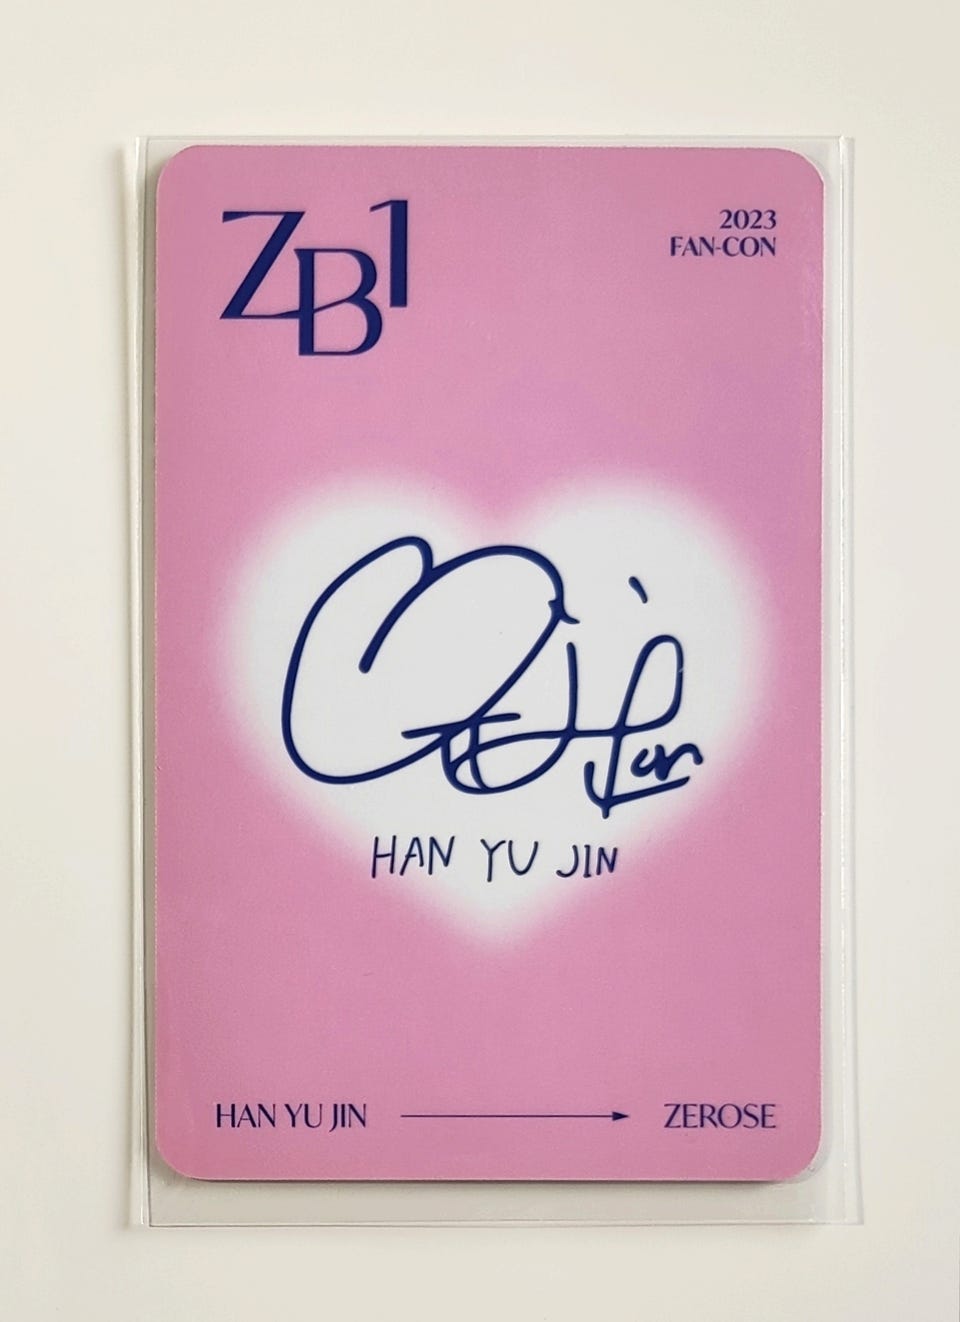 ZB1
2023
FAN-CON
HAN YU JIN
HAN YU JIN
ZEROSE